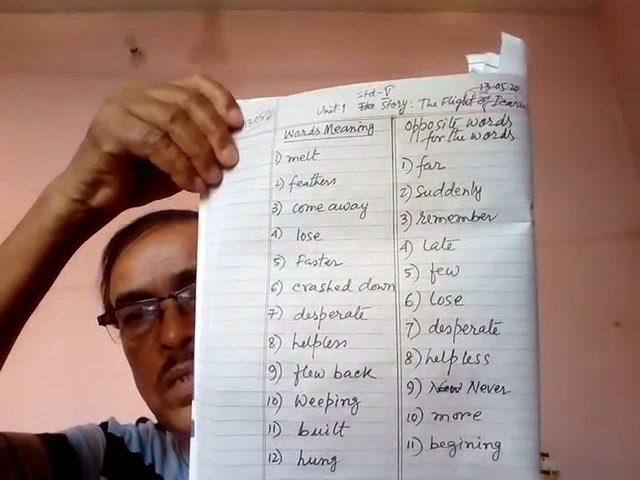 Std-V
13.05.20
Unit 1 Story: The Flight of Icarus
Words Meaning
1) melt
2) feathers
3) come away
4) lose
5) Faster
6) crashed down
7) desperate
8) helpless
9) flew back
10) Weeping
11) built
12) hung
Opposite words
for the words
1) far
2) Suddenly
3) remember
4) Late
5) few
6) lose
7) desperate
8) helpless
9) Never
10) more
11) begining